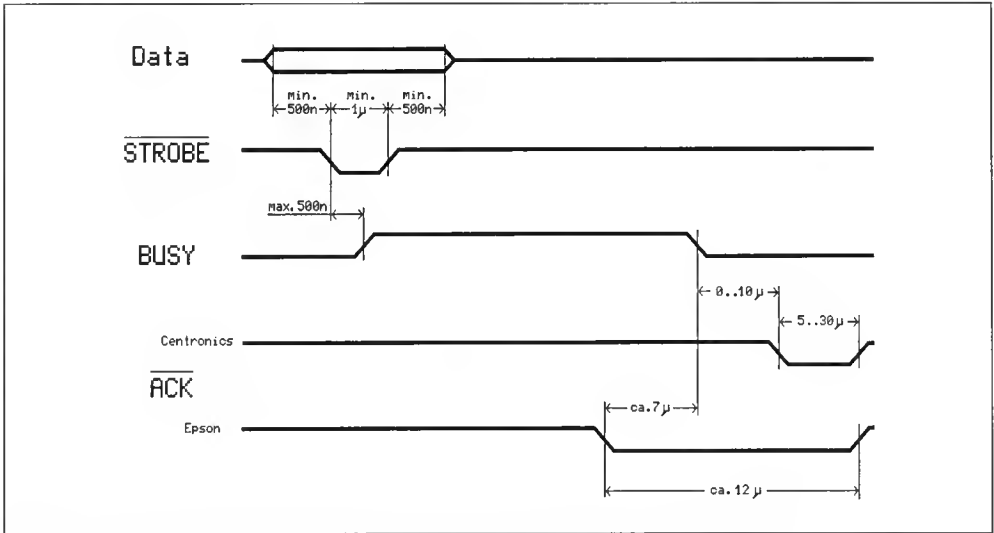 Data
min. min. min.
500n 1µ 500n
STROBE
max.500n
BUSY
0..10µ
5..30µ
Centronics
ACK
ca.7µ
Epson
ca.12µ